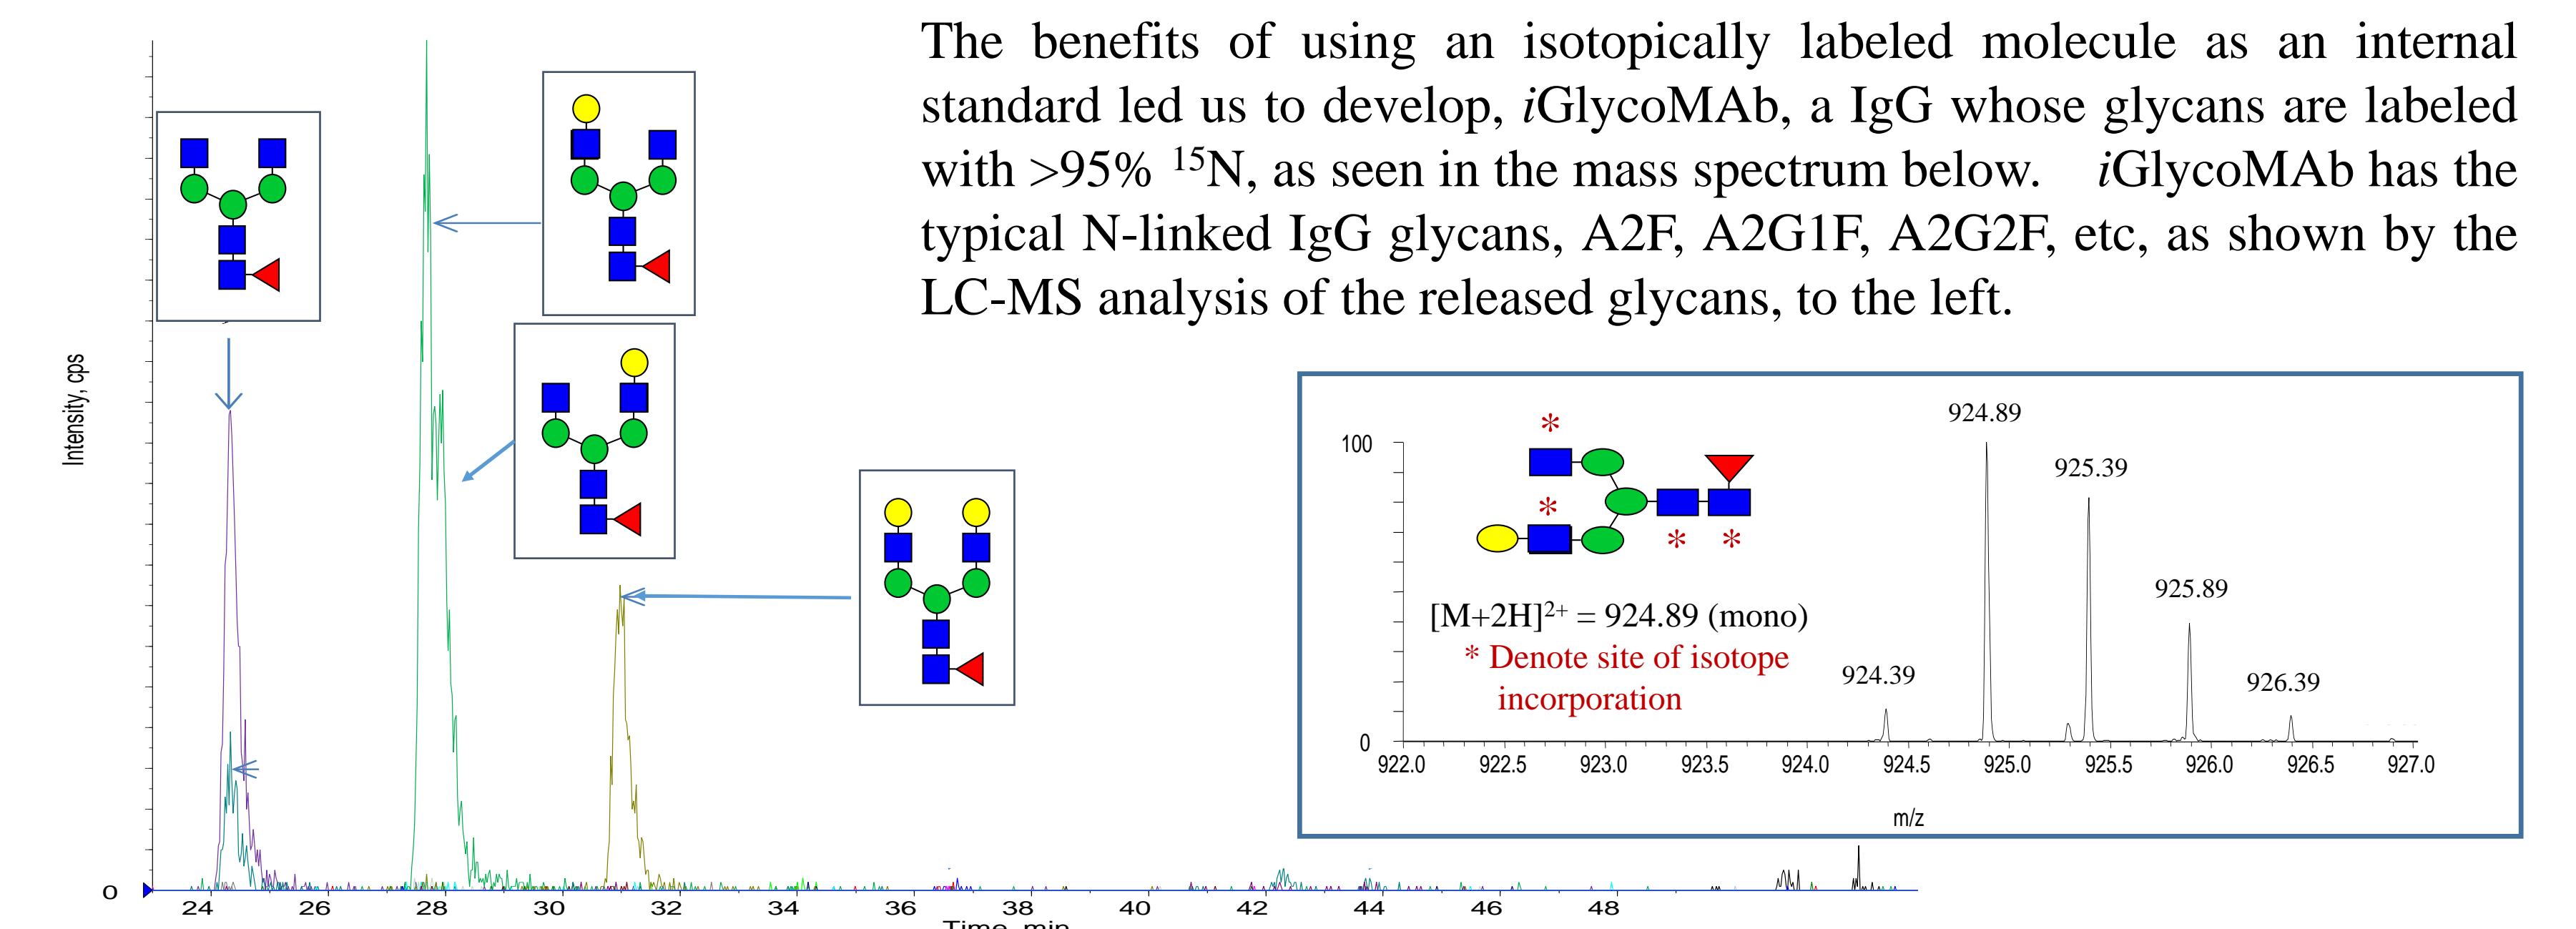 The benefits of using an isotopically labeled molecule as an internal
standard led us to develop, iGlycoMAb, a IgG whose glycans are labeled
with >95% ¹⁵N, as seen in the mass spectrum below. iGlycoMAb has the
typical N-linked IgG glycans, A2F, A2G1F, A2G2F, etc, as shown by the
LC-MS analysis of the released glycans, to the left.
Intensity, cps
0
24 26 28 30 32 34 36 38 40 42 44 46 48
Time, min
924.89
100
*
925.39
*
* *
925.89
[M+2H]²⁺ = 924.89 (mono)
* Denote site of isotope
incorporation
924.39
926.39
0
922.0 922.5 923.0 923.5 924.0 924.5 925.0 925.5 926.0 926.5 927.0
m/z